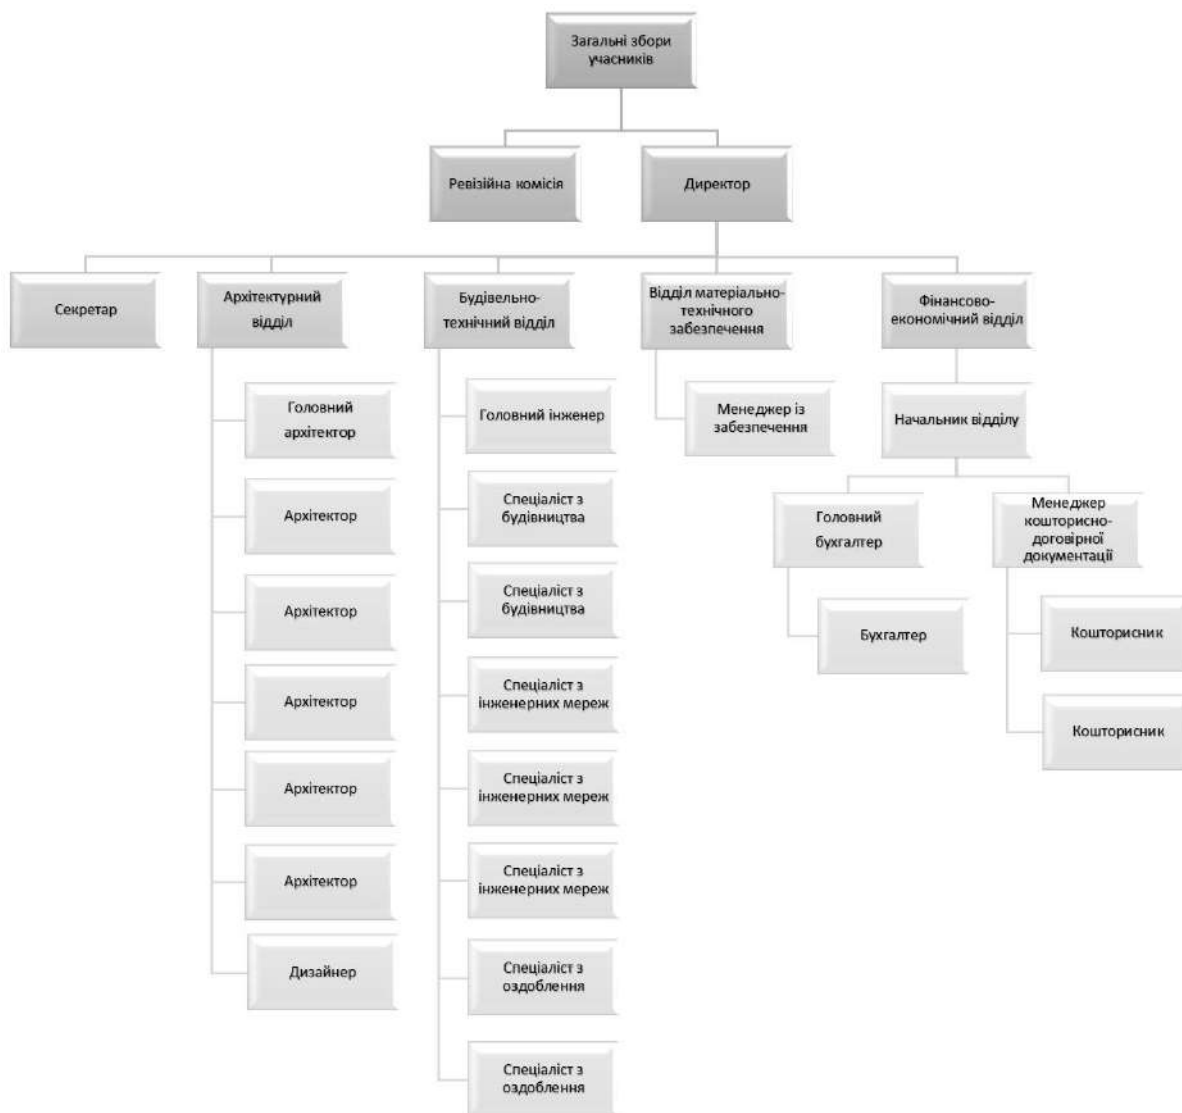 Загальні збори
учасників
Ревізійна комісія
Директор
Секретар
Архітектурний
відділ
Будівельно-
технічний відділ
Відділ матеріально-
технічного
забезпечення
Фінансово-
економічний відділ
Головний
архітектор
Архітектор
Архітектор
Архітектор
Архітектор
Архітектор
Дизайнер
Головний інженер
Спеціаліст з
будівництва
Спеціаліст з
будівництва
Спеціаліст з
інженерних мереж
Спеціаліст з
інженерних мереж
Спеціаліст з
інженерних мереж
Спеціаліст з
оздоблення
Спеціаліст з
оздоблення
Менеджер із
забезпечення
Начальник відділу
Головний
бухгалтер
Бухгалтер
Менеджер
кошторисно-
договірної
документації
Кошторисник
Кошторисник